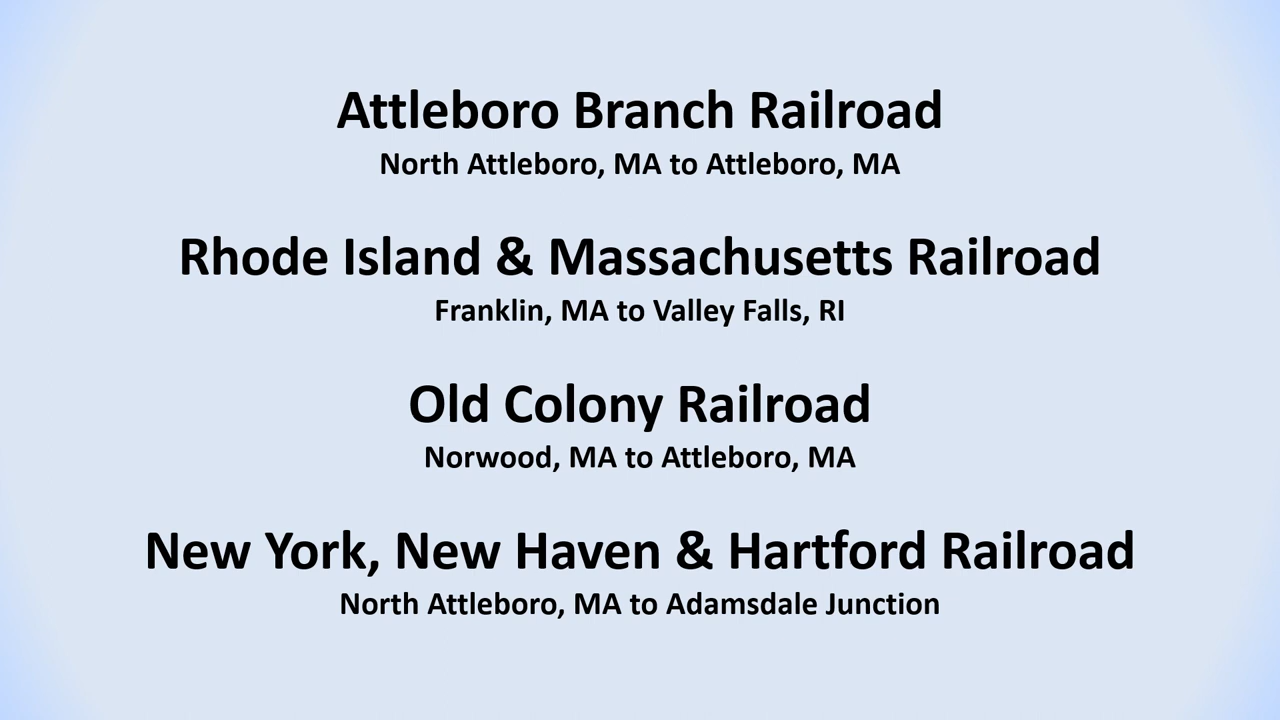 Attleboro Branch Railroad
North Attleboro, MA to Attleboro, MA
Rhode Island & Massachusetts Railroad
Franklin, MA to Valley Falls, RI
Old Colony Railroad
Norwood, MA to Attleboro, MA
New York, New Haven & Hartford Railroad
North Attleboro, MA to Adamsdale Junction